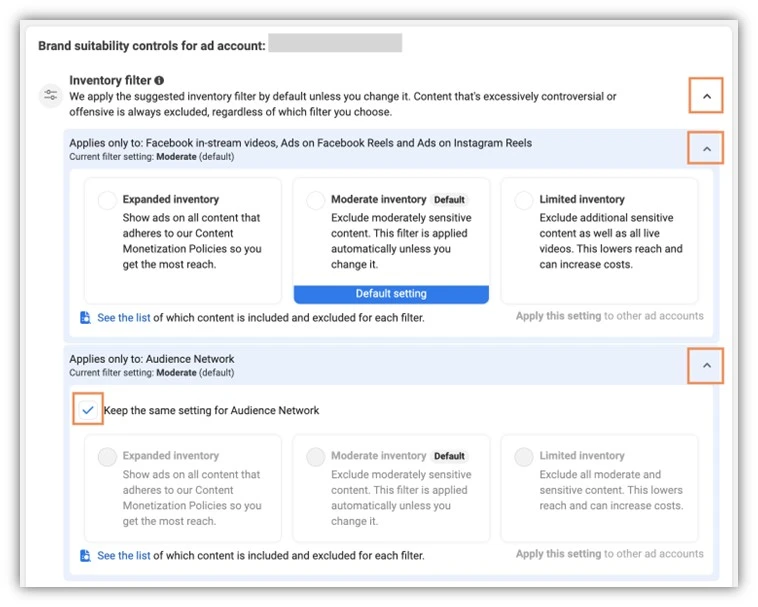 Brand suitability controls for ad account:
Inventory filter
We apply the suggested inventory filter by default unless you change it. Content that's excessively controversial or
offensive is always excluded, regardless of which filter you choose.
Applies only to: Facebook in-stream videos, Ads on Facebook Reels and Ads on Instagram Reels
Current filter setting: Moderate (default)
Expanded inventory
Show ads on all content that
adheres to our Content
Monetization Policies so you
get the most reach.
Moderate inventory Default
Exclude moderately sensitive
content. This filter is applied
automatically unless you
change it.
Default setting
Limited inventory
Exclude additional sensitive
content as well as all live
videos. This lowers reach and
can increase costs.
See the list of which content is included and excluded for each filter.
Apply this setting to other ad accounts
Applies only to: Audience Network
Current filter setting: Moderate (default)
Keep the same setting for Audience Network
Expanded inventory
Show ads on all content that
adheres to our Content
Monetization Policies so you
get the most reach.
Moderate inventory Default
Exclude moderately sensitive
content. This filter is applied
automatically unless you
change it.
Limited inventory
Exclude all moderate and
sensitive content. This lowers
reach and can increase costs.
See the list of which content is included and excluded for each filter.
Apply this setting to other ad accounts